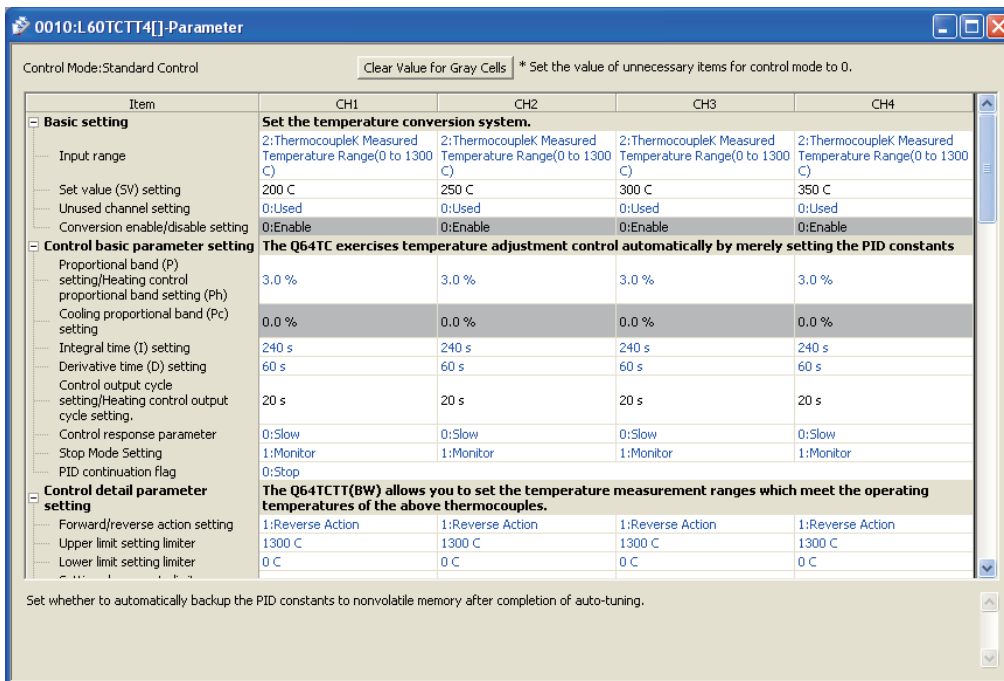 0010:L60TCTT4[]-Parameter
Control Mode:Standard Control
Clear Value for Gray Cells
* Set the value of unnecessary items for control mode to 0.
Item CH1 CH2 CH3 CH4
Basic setting Set the temperature conversion system.
Input range 2:ThermocoupleK Measured Temperature Range(0 to 1300 C) 2:ThermocoupleK Measured Temperature Range(0 to 1300 C) 2:ThermocoupleK Measured Temperature Range(0 to 1300 C) 2:ThermocoupleK Measured Temperature Range(0 to 1300 C)
Set value (SV) setting 200 C 250 C 300 C 350 C
Unused channel setting 0:Used 0:Used 0:Used 0:Used
Conversion enable/disable setting 0:Enable 0:Enable 0:Enable 0:Enable
Control basic parameter setting The Q64TC exercises temperature adjustment control automatically by merely setting the PID constants
Proportional band (P)
setting/Heating control
proportional band setting (Ph) 3.0 % 3.0 % 3.0 % 3.0 %
Cooling proportional band (Pc)
setting 0.0 % 0.0 % 0.0 % 0.0 %
Integral time (I) setting 240 s 240 s 240 s 240 s
Derivative time (D) setting 60 s 60 s 60 s 60 s
Control output cycle
setting/Heating control output
cycle setting. 20 s 20 s 20 s 20 s
Control response parameter 0:Slow 0:Slow 0:Slow 0:Slow
Stop Mode Setting 1:Monitor 1:Monitor 1:Monitor 1:Monitor
PID continuation flag 0:Stop
Control detail parameter
setting
The Q64TCTT(BW) allows you to set the temperature measurement ranges which meet the operating
temperatures of the above thermocouples.
Forward/reverse action setting 1:Reverse Action 1:Reverse Action 1:Reverse Action 1:Reverse Action
Upper limit setting limiter 1300 C 1300 C 1300 C 1300 C
Lower limit setting limiter 0 C 0 C 0 C 0 C
Set whether to automatically backup the PID constants to nonvolatile memory after completion of auto-tuning.